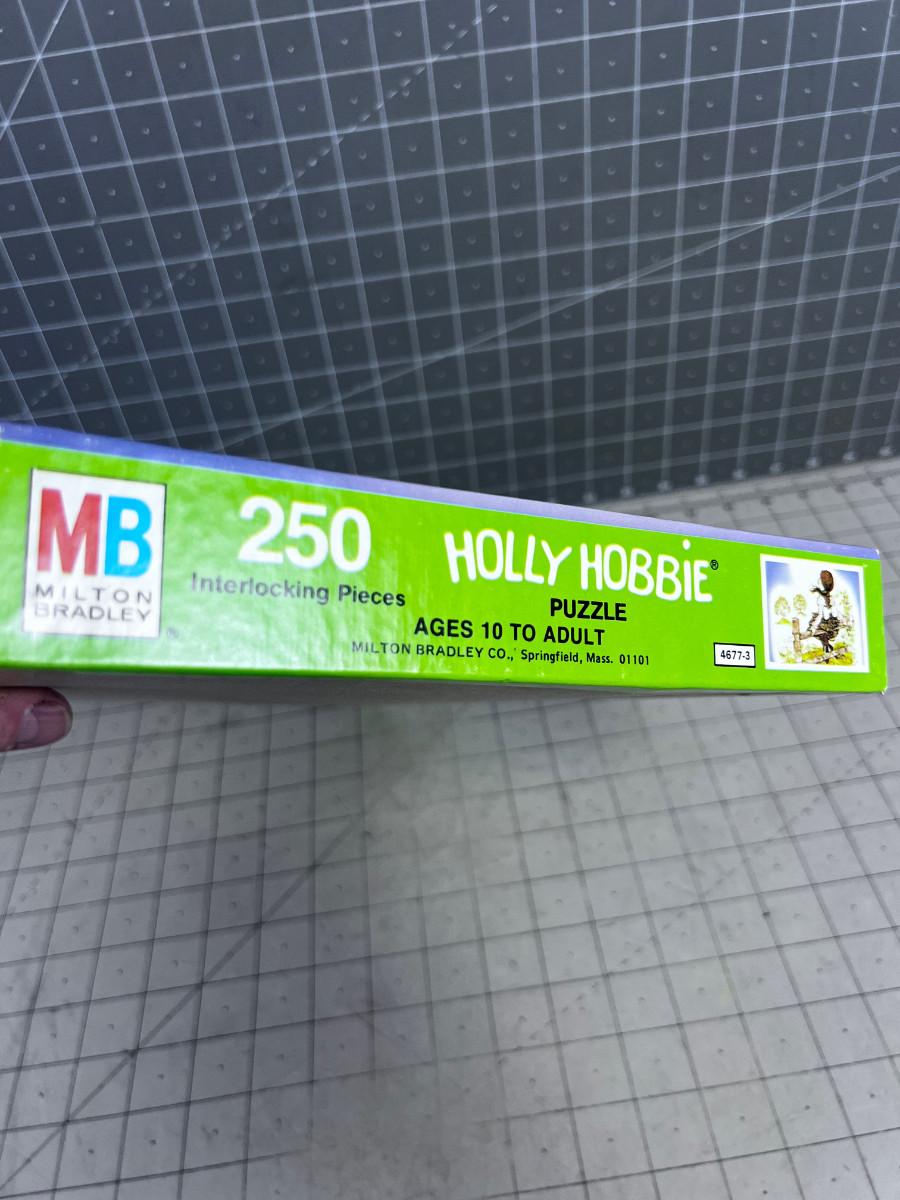 MB
MILTON
BRADLEY
®
250
Interlocking Pieces
HOLLY HOBBIE®
PUZZLE
AGES 10 TO ADULT
MILTON BRADLEY CO., Springfield, Mass. 01101
4677-3